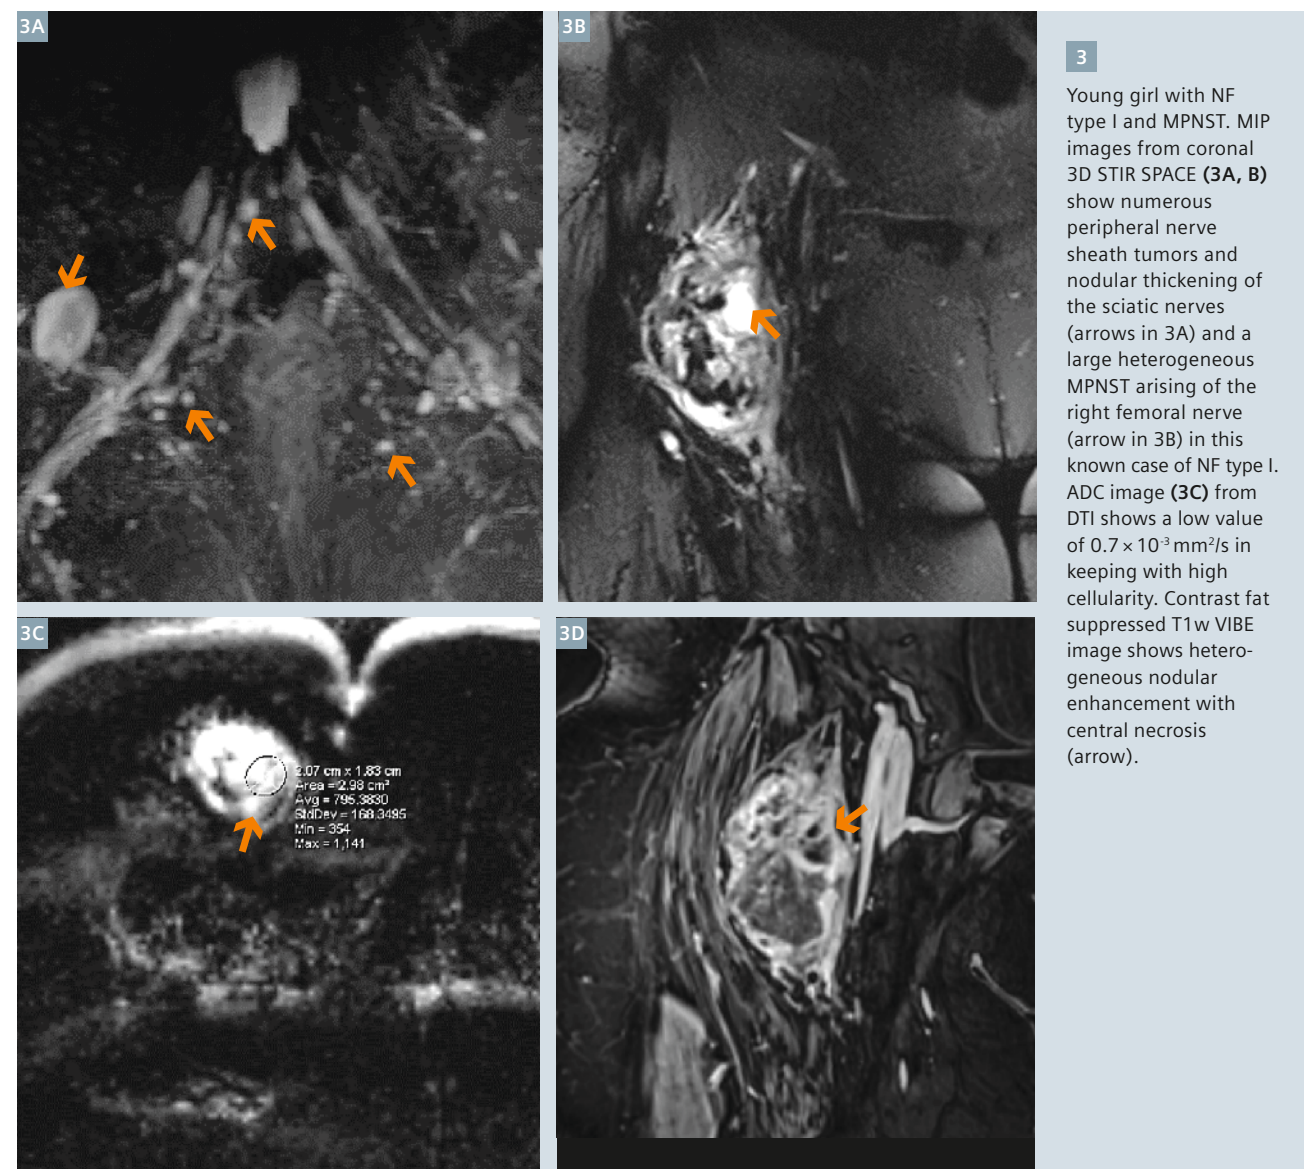 3A
3B
3
Young girl with NF
type I and MPNST. MIP
images from coronal
3D STIR SPACE (3A, B)
show numerous
peripheral nerve
sheath tumors and
nodular thickening of
the sciatic nerves
(arrows in 3A) and a
large heterogeneous
MPNST arising of the
right femoral nerve
(arrow in 3B) in this
known case of NF type I.
ADC image (3C) from
DTI shows a low value
of 0.7 × 10⁻³ mm²/s in
keeping with high
cellularity. Contrast fat
suppressed T1w VIBE
image shows hetero-
geneous nodular
enhancement with
central necrosis
(arrow).
3C
2.07 cm x 1.83 cm
Area = 2.98 cm²
Avg = 795.3830
StdDev = 168.3495
Min = 354
Max = 1,141
3D